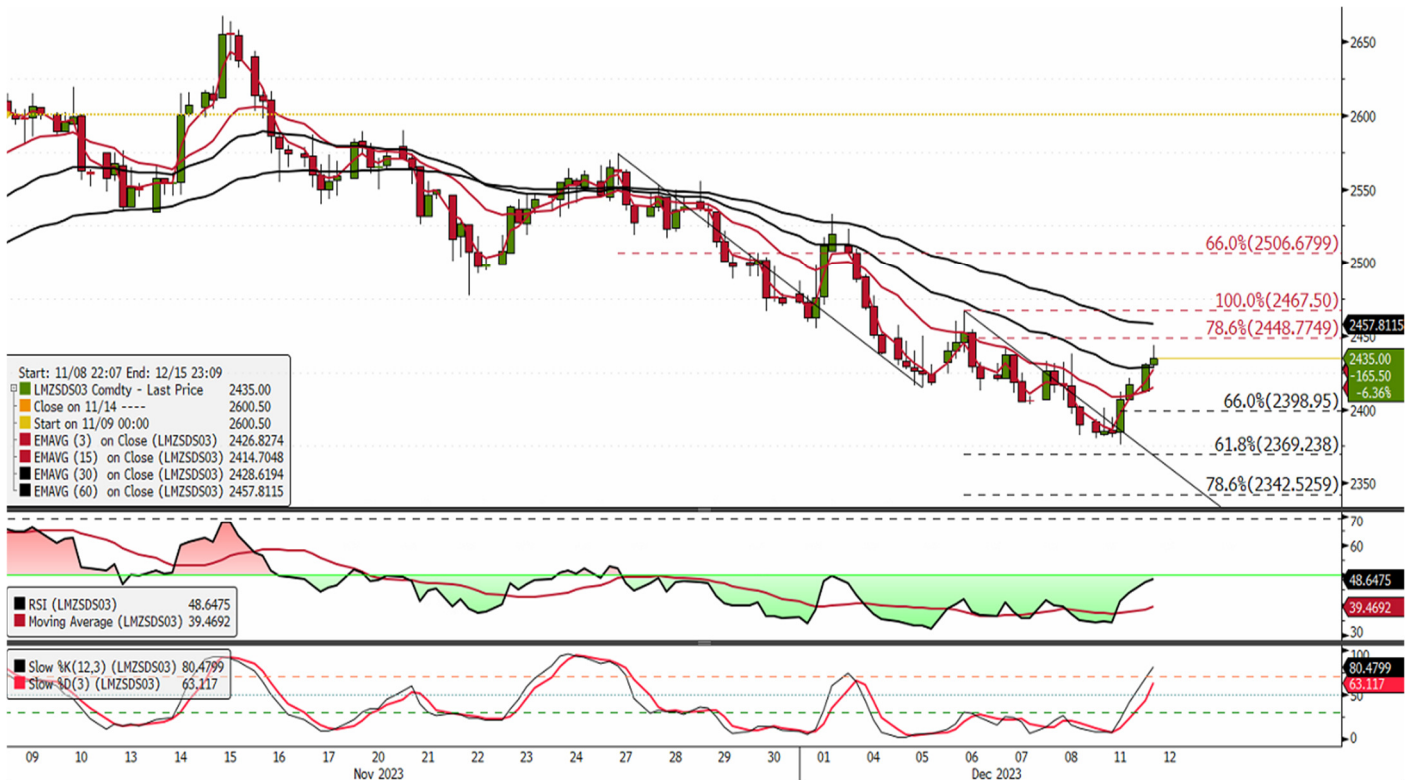 2650
2600
2550
2500
2450
2400
2350
66.0%(2506.6799)
100.0%(2467.50)
78.6%(2448.7749)
66.0%(2398.95)
61.8%(2369.238)
78.6%(2342.5259)
2457.8115
2435.00
-165.50
-6.36%
Start: 11/08 22:07 End: 12/15 23:09
LMZSDS03 Comdty - Last Price 2435.00
Close on 11/14 ---- 2600.50
Start on 11/09 00:00 2600.50
EMAVG (3) on Close (LMZSDS03) 2426.8274
EMAVG (15) on Close (LMZSDS03) 2414.7048
EMAVG (30) on Close (LMZSDS03) 2428.6194
EMAVG (60) on Close (LMZSDS03) 2457.8115
70
60
48.6475
39.4692
30
RSI (LMZSDS03) 48.6475
Moving Average (LMZSDS03) 39.4692
100
80.4799
63.117
50
0
Slow %K(12,3) (LMZSDS03) 80.4799
Slow %D(3) (LMZSDS03) 63.117
09 10 13 14 15 16 17 20 21 22 23 24 27 28 29 30 01 04 05 06 07 08 11 12
Nov 2023 Dec 2023